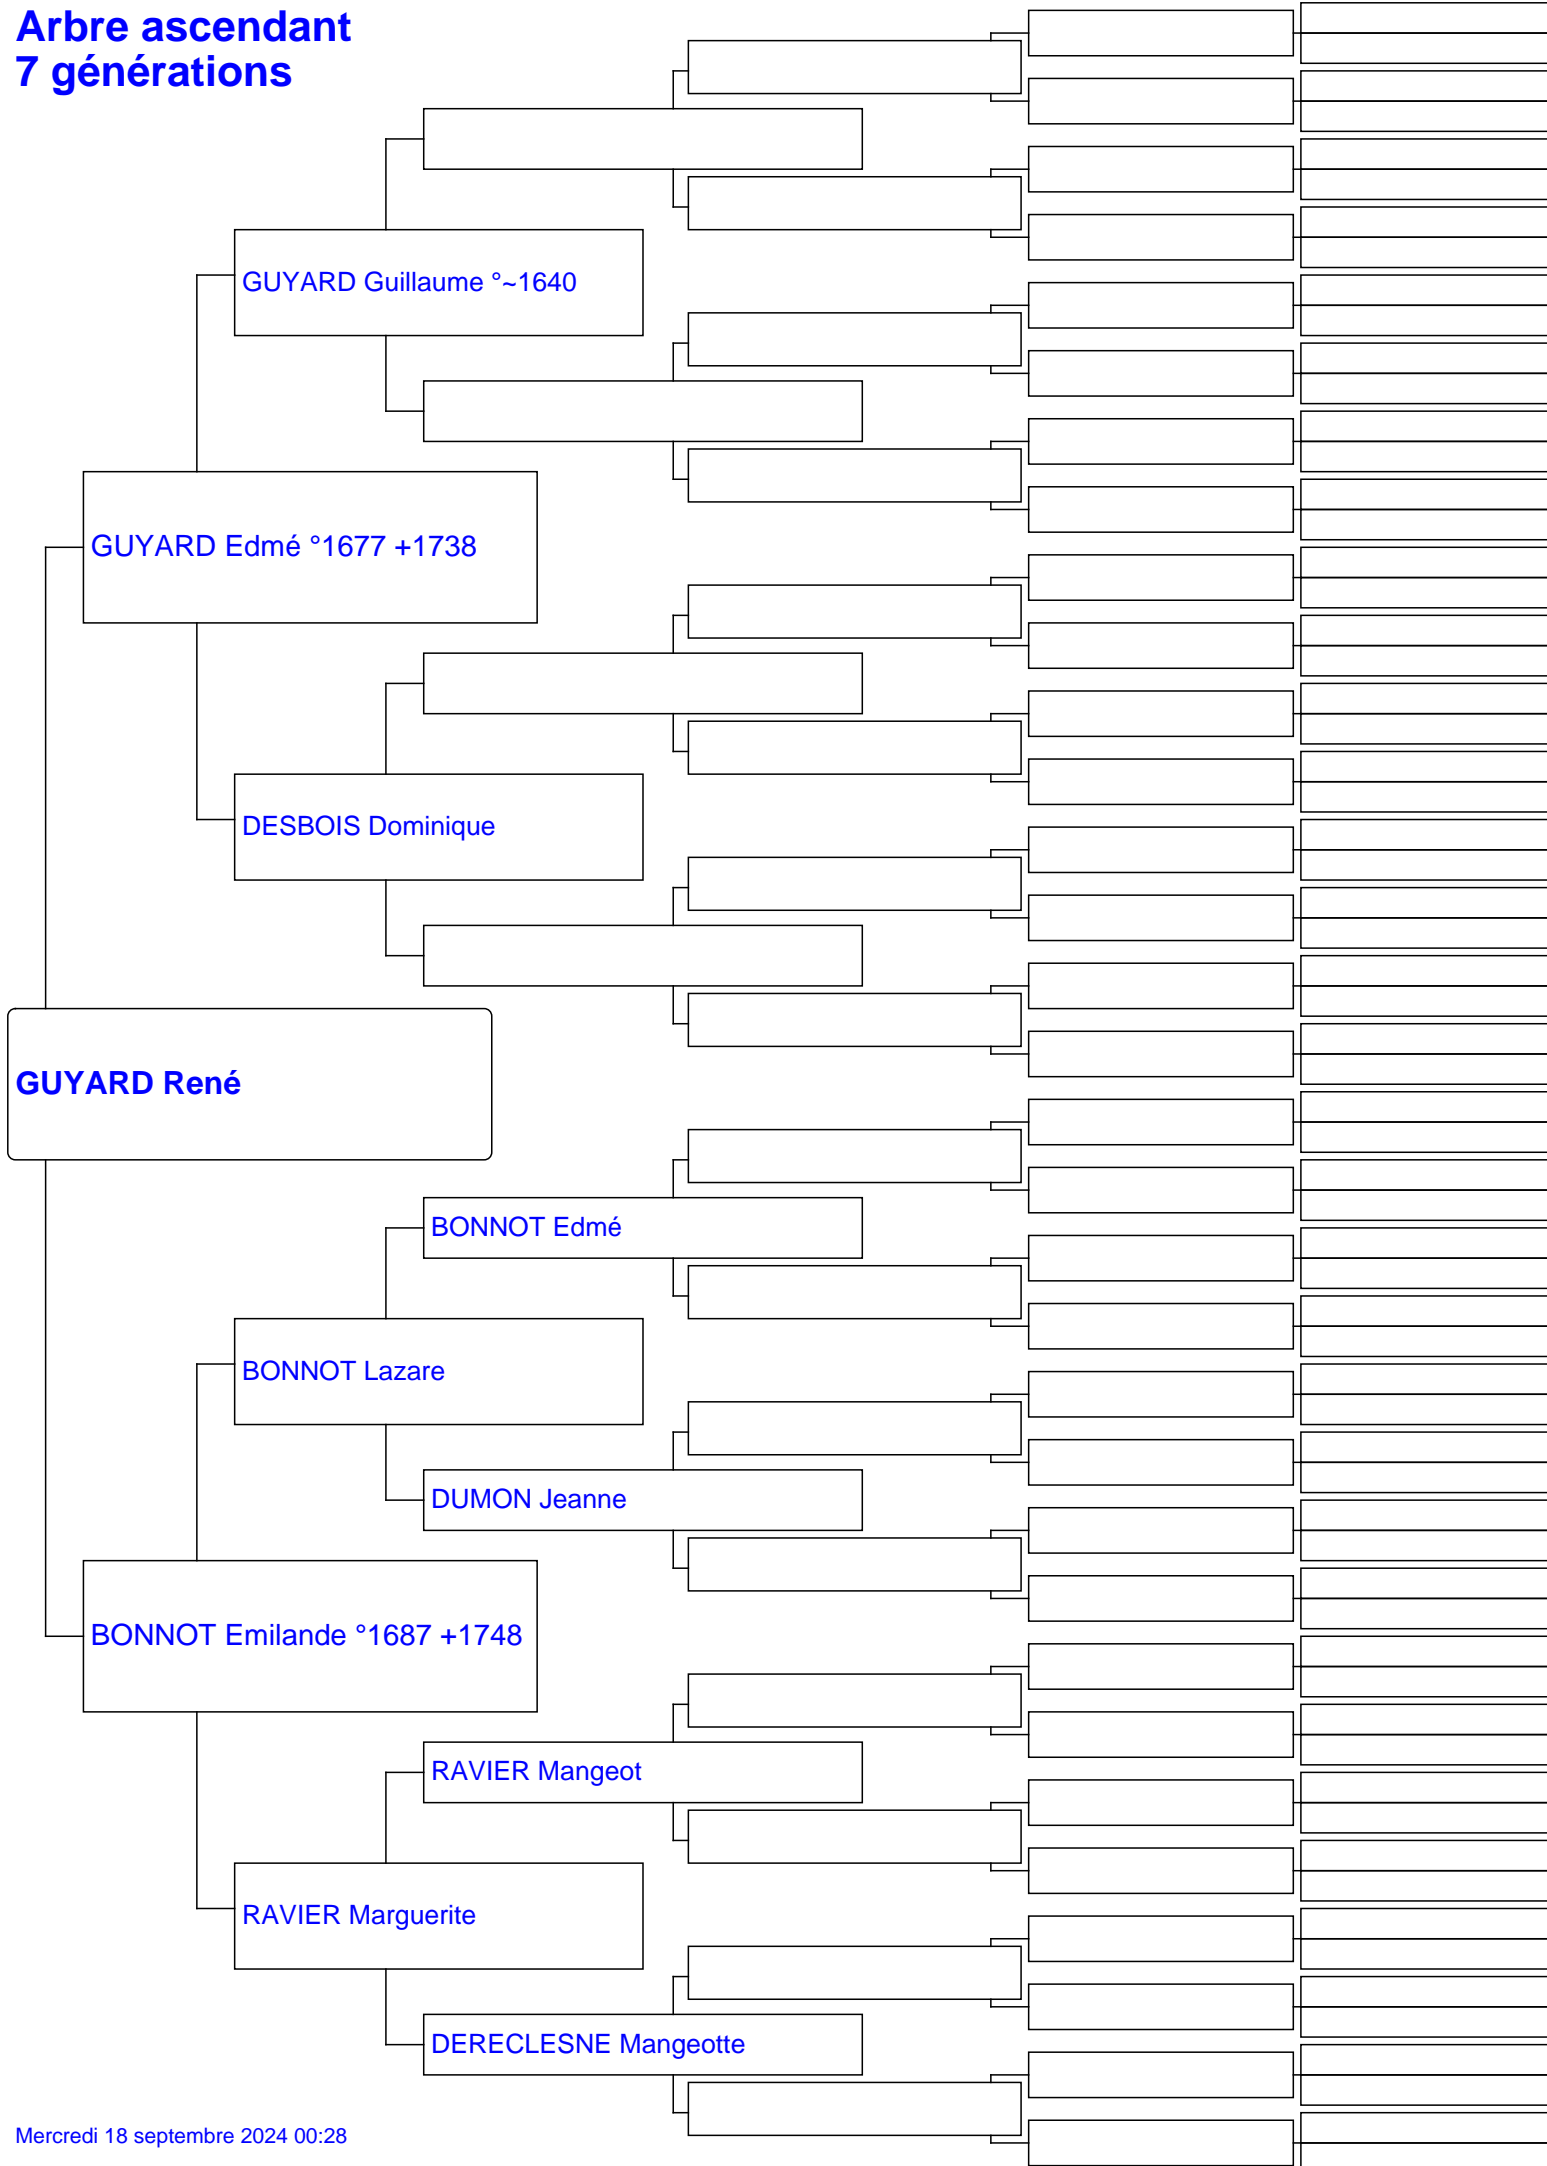 Arbre ascendant
7 générations
GUYARD Guillaume °~1640
GUYARD Edmé °1677 +1738
DESBOIS Dominique
GUYARD René
BONNOT Edmé
BONNOT Lazare
DUMON Jeanne
BONNOT Emilande °1687 +1748
RAVIER Mangeot
RAVIER Marguerite
DERECLESNE Mangeotte
Mercredi 18 septembre 2024 00:28